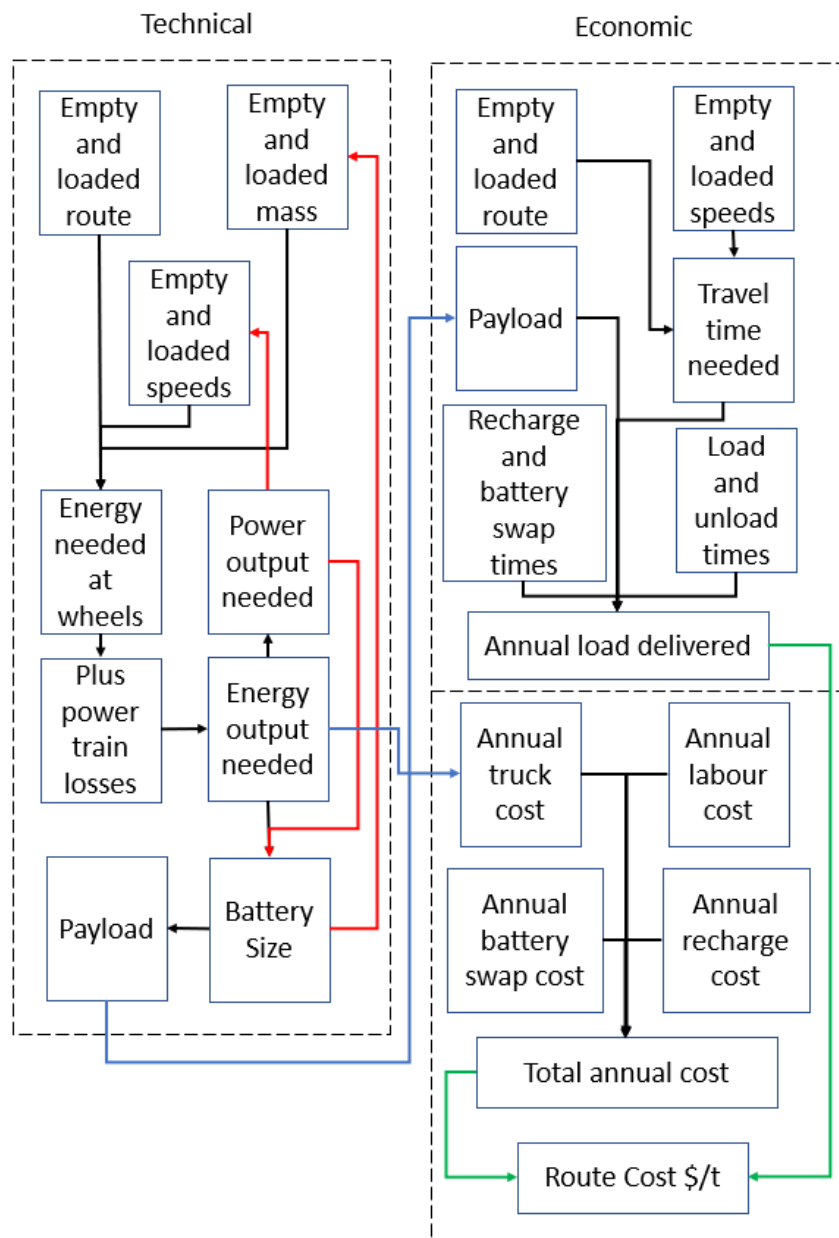 Technical
Empty
and
loaded
route
Empty
and
loaded
mass
Empty
and
loaded
speeds
Energy
needed
at
wheels
Power
output
needed
Plus
power
train
losses
Energy
output
needed
Payload
Battery
Size
Economic
Empty
and
loaded
route
Empty
and
loaded
speeds
Payload
Travel
time
needed
Recharge
and
battery
swap
times
Load
and
unload
times
Annual load delivered
Annual
truck
cost
Annual
labour
cost
Annual
battery
swap cost
Annual
recharge
cost
Total annual cost
Route Cost $/t